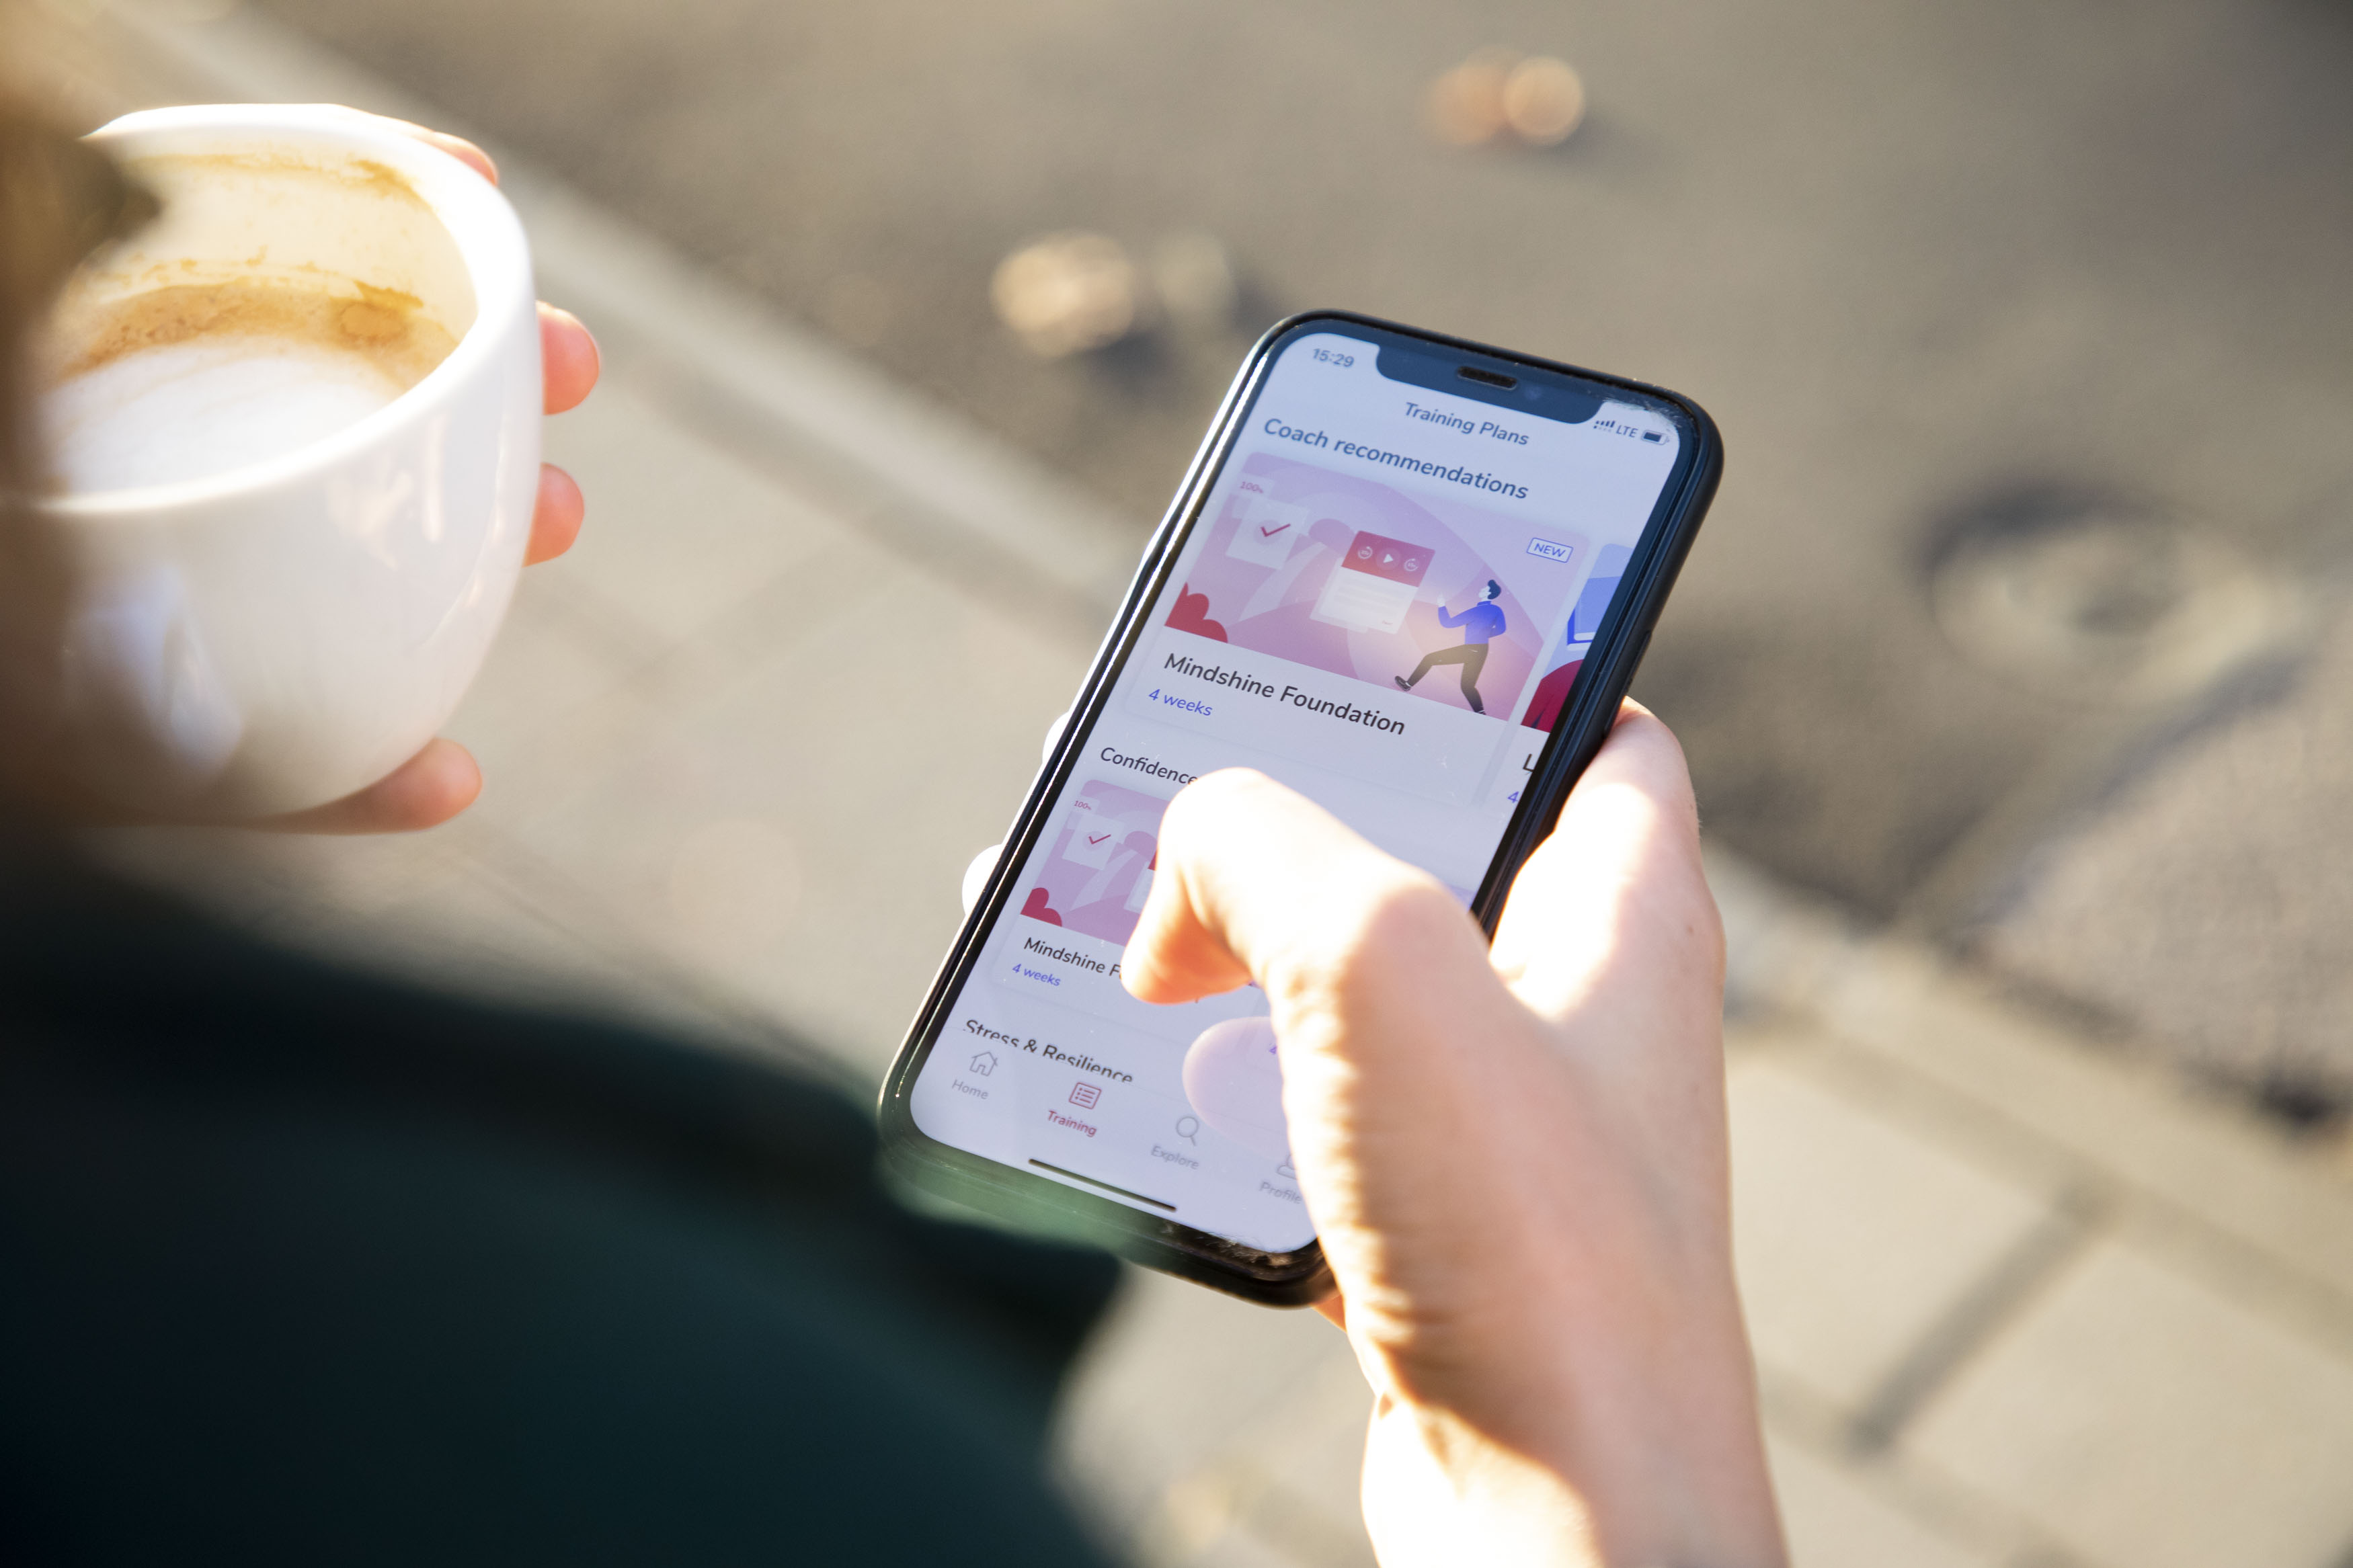 15:29
LTE
Training Plans
Coach recommendations
100%
NEW
Mindshine Foundation
4 weeks
L
4
Confidence
100%
Mindshine F
4 weeks
4
Stress & Resilience
Home
Training
Explore
Profile